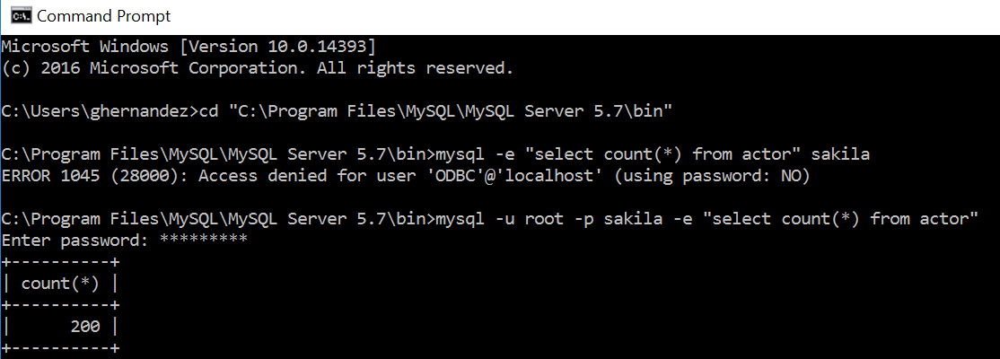 Command Prompt
Microsoft Windows [Version 10.0.14393]
(c) 2016 Microsoft Corporation. All rights reserved.
C:\Users\ghernandez>cd "C:\Program Files\MySQL\MySQL Server 5.7\bin"
C:\Program Files\MySQL\MySQL Server 5.7\bin>mysql -e "select count(*) from actor" sakila
ERROR 1045 (28000): Access denied for user 'ODBC'@'localhost' (using password: NO)
C:\Program Files\MySQL\MySQL Server 5.7\bin>mysql -u root -p sakila -e "select count(*) from actor"
Enter password: *********
+----------+
| count(*) |
+----------+
|      200 |
+----------+